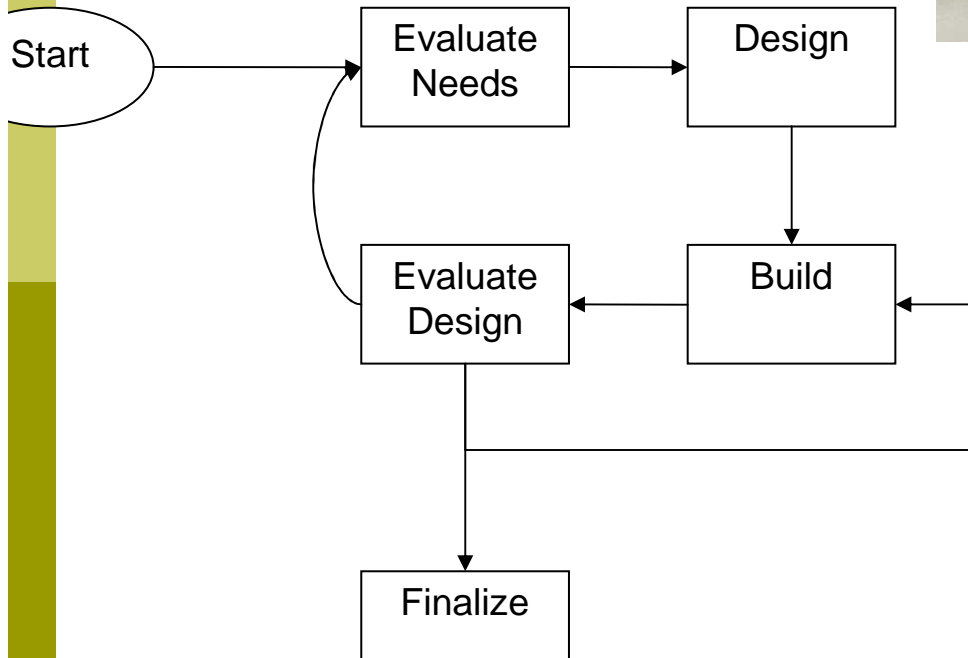 Start
Evaluate
Needs
Design
Evaluate
Design
Build
Finalize